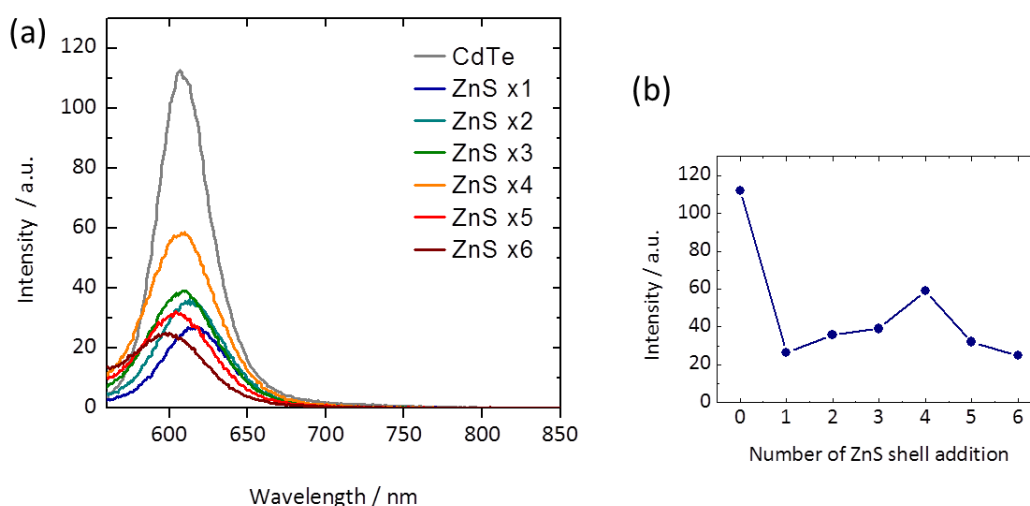 (a)
Intensity / a.u.
120
100
80
60
40
20
0
600
650
700
750
800
850
Wavelength / nm
CdTe
ZnS x1
ZnS x2
ZnS x3
ZnS x4
ZnS x5
ZnS x6
(b)
Intensity / a.u.
120
100
80
60
40
20
0
0
1
2
3
4
5
6
Number of ZnS shell addition